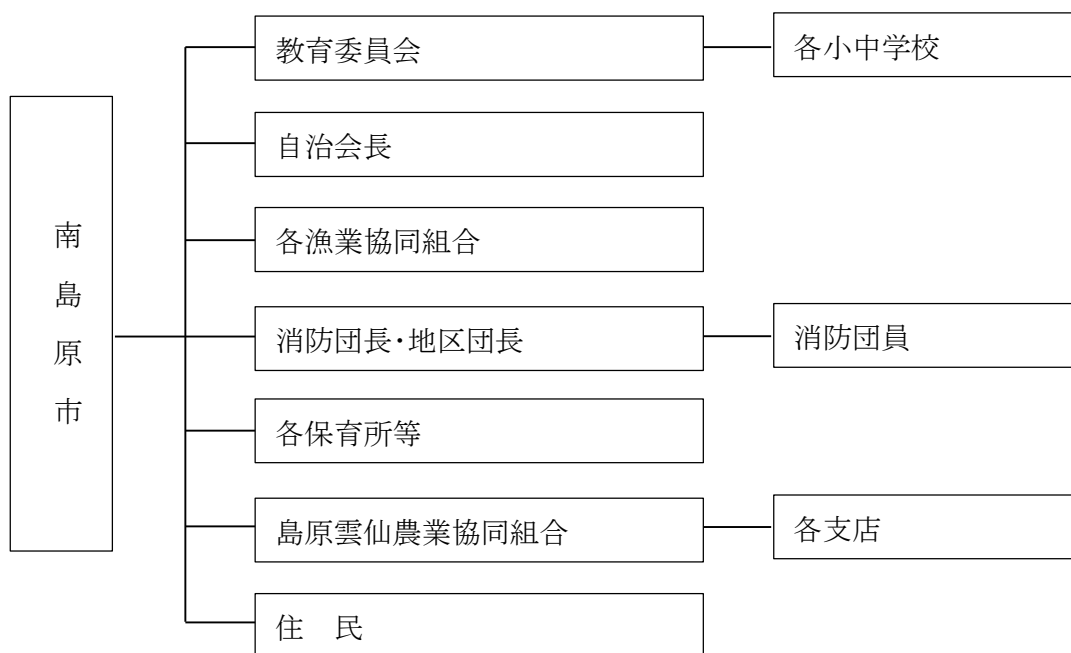 南島原市
教育委員会
各小中学校
自治会長
各漁業協同組合
消防団長・地区団長
消防団員
各保育所等
島原雲仙農業協同組合
各支店
住　民